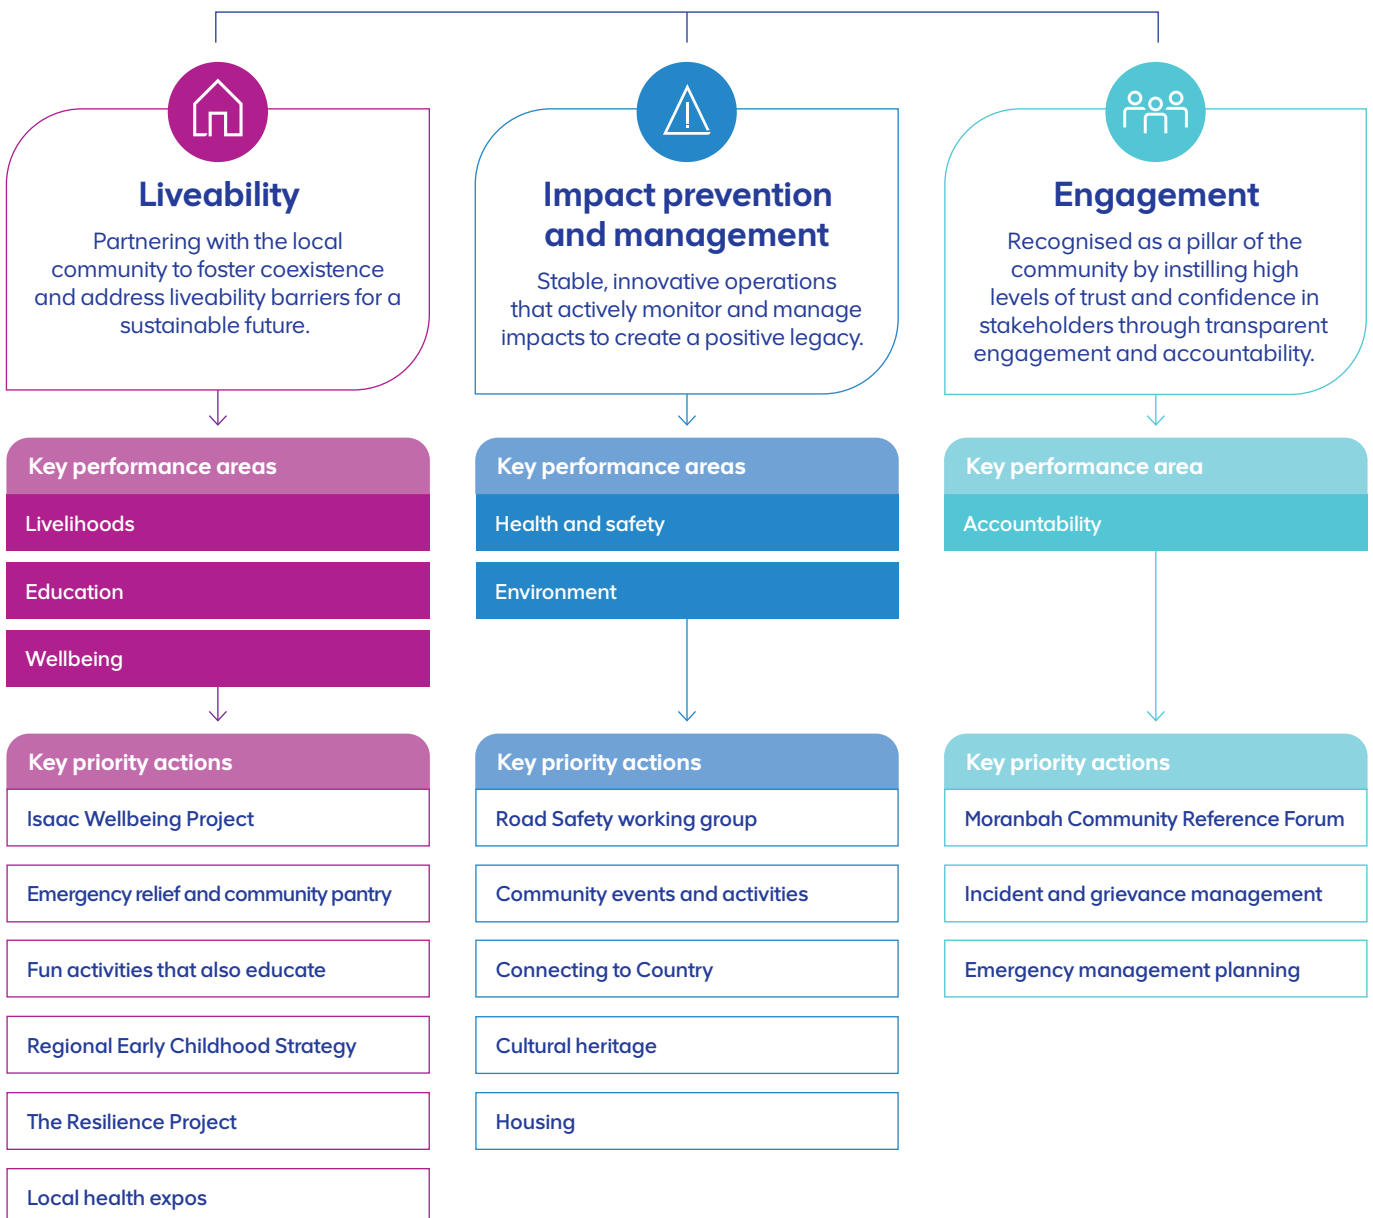 Liveability
Partnering with the local
community to foster coexistence
and address liveability barriers for a
sustainable future.
Key performance areas
Livelihoods
Education
Wellbeing
Key priority actions
Isaac Wellbeing Project
Emergency relief and community pantry
Fun activities that also educate
Regional Early Childhood Strategy
The Resilience Project
Local health expos
Impact prevention
and management
Stable, innovative operations
that actively monitor and manage
impacts to create a positive legacy.
Key performance areas
Health and safety
Environment
Key priority actions
Road Safety working group
Community events and activities
Connecting to Country
Cultural heritage
Housing
Engagement
Recognised as a pillar of the
community by instilling high
levels of trust and confidence in
stakeholders through transparent
engagement and accountability.
Key performance area
Accountability
Key priority actions
Moranbah Community Reference Forum
Incident and grievance management
Emergency management planning